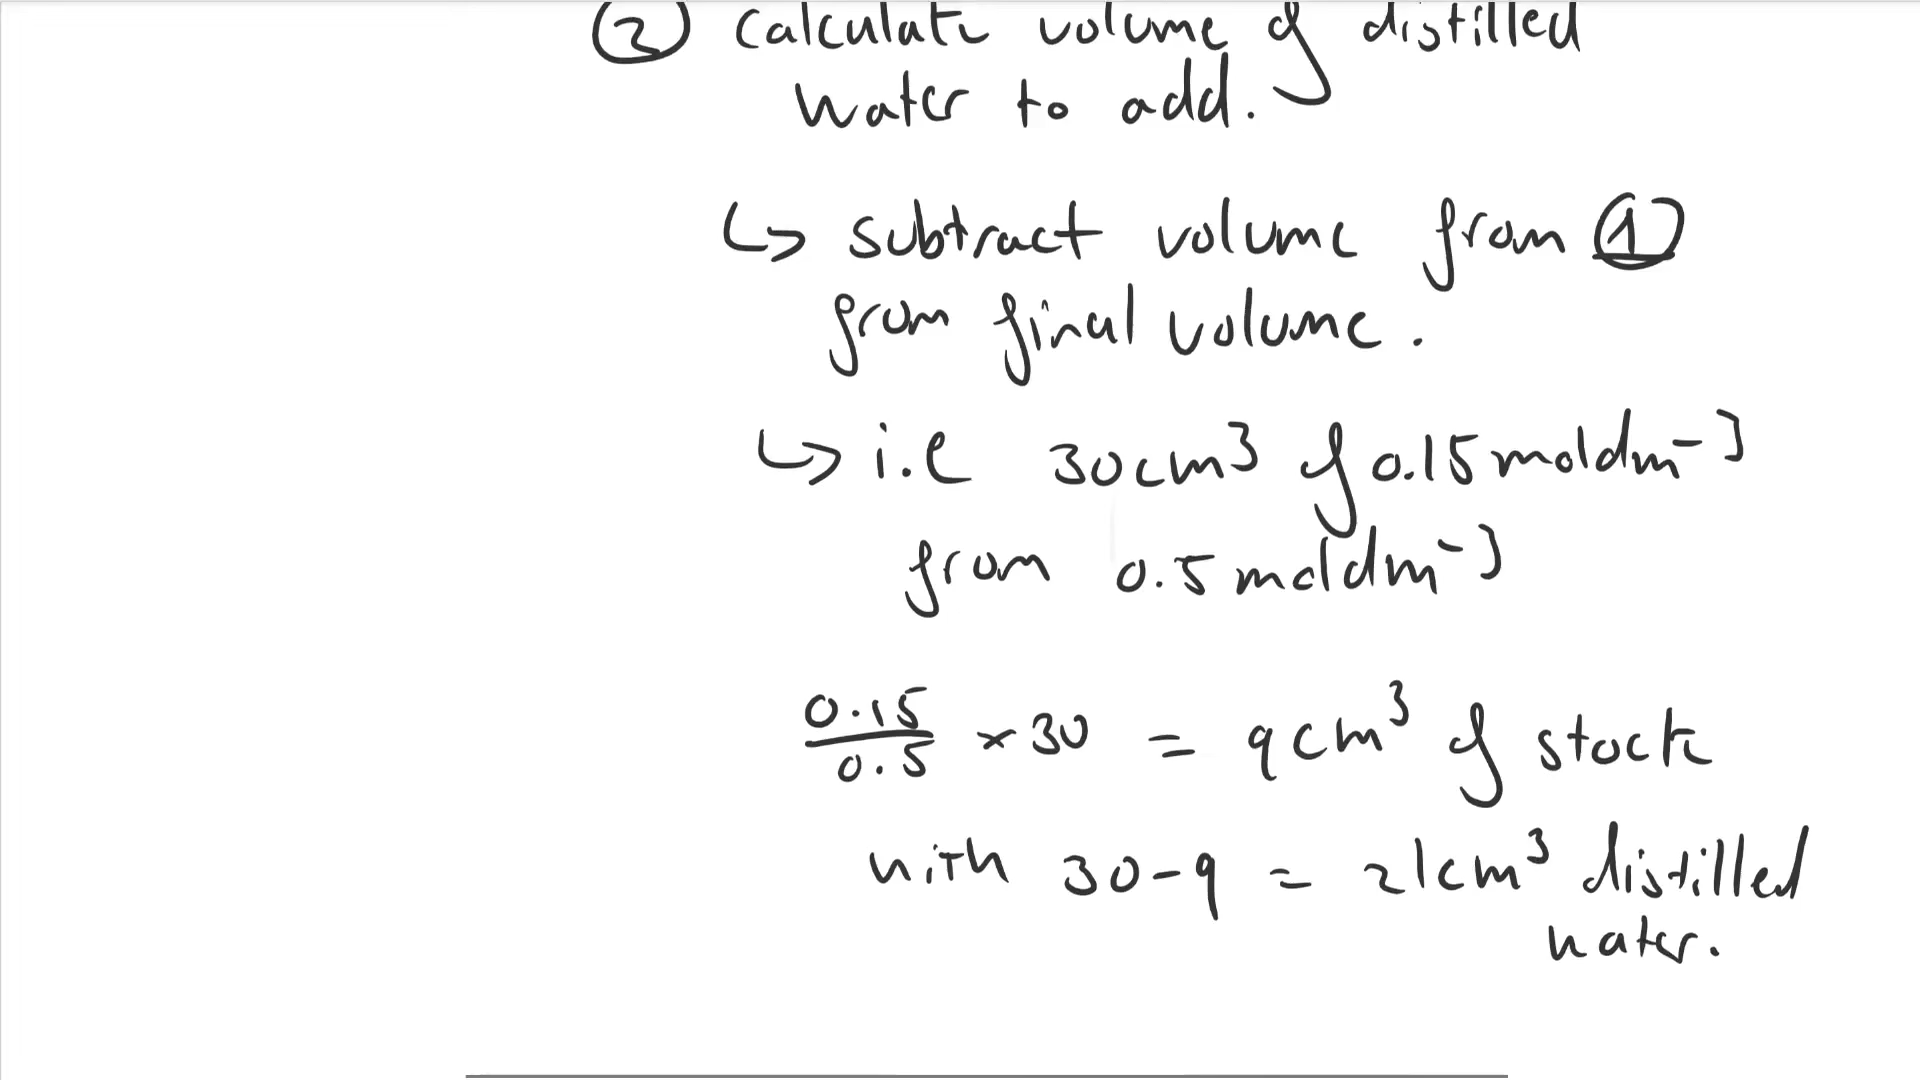 ② Calculate volume of distilled
water to add.
↳ subtract volume from ①
from final volume.
↳ i.e 30cm³ of 0.15moldm⁻³
from 0.5moldm⁻³
0.15/0.5 × 30 = 9cm³ of stock
with 30-9 = 21cm³ distilled
water.